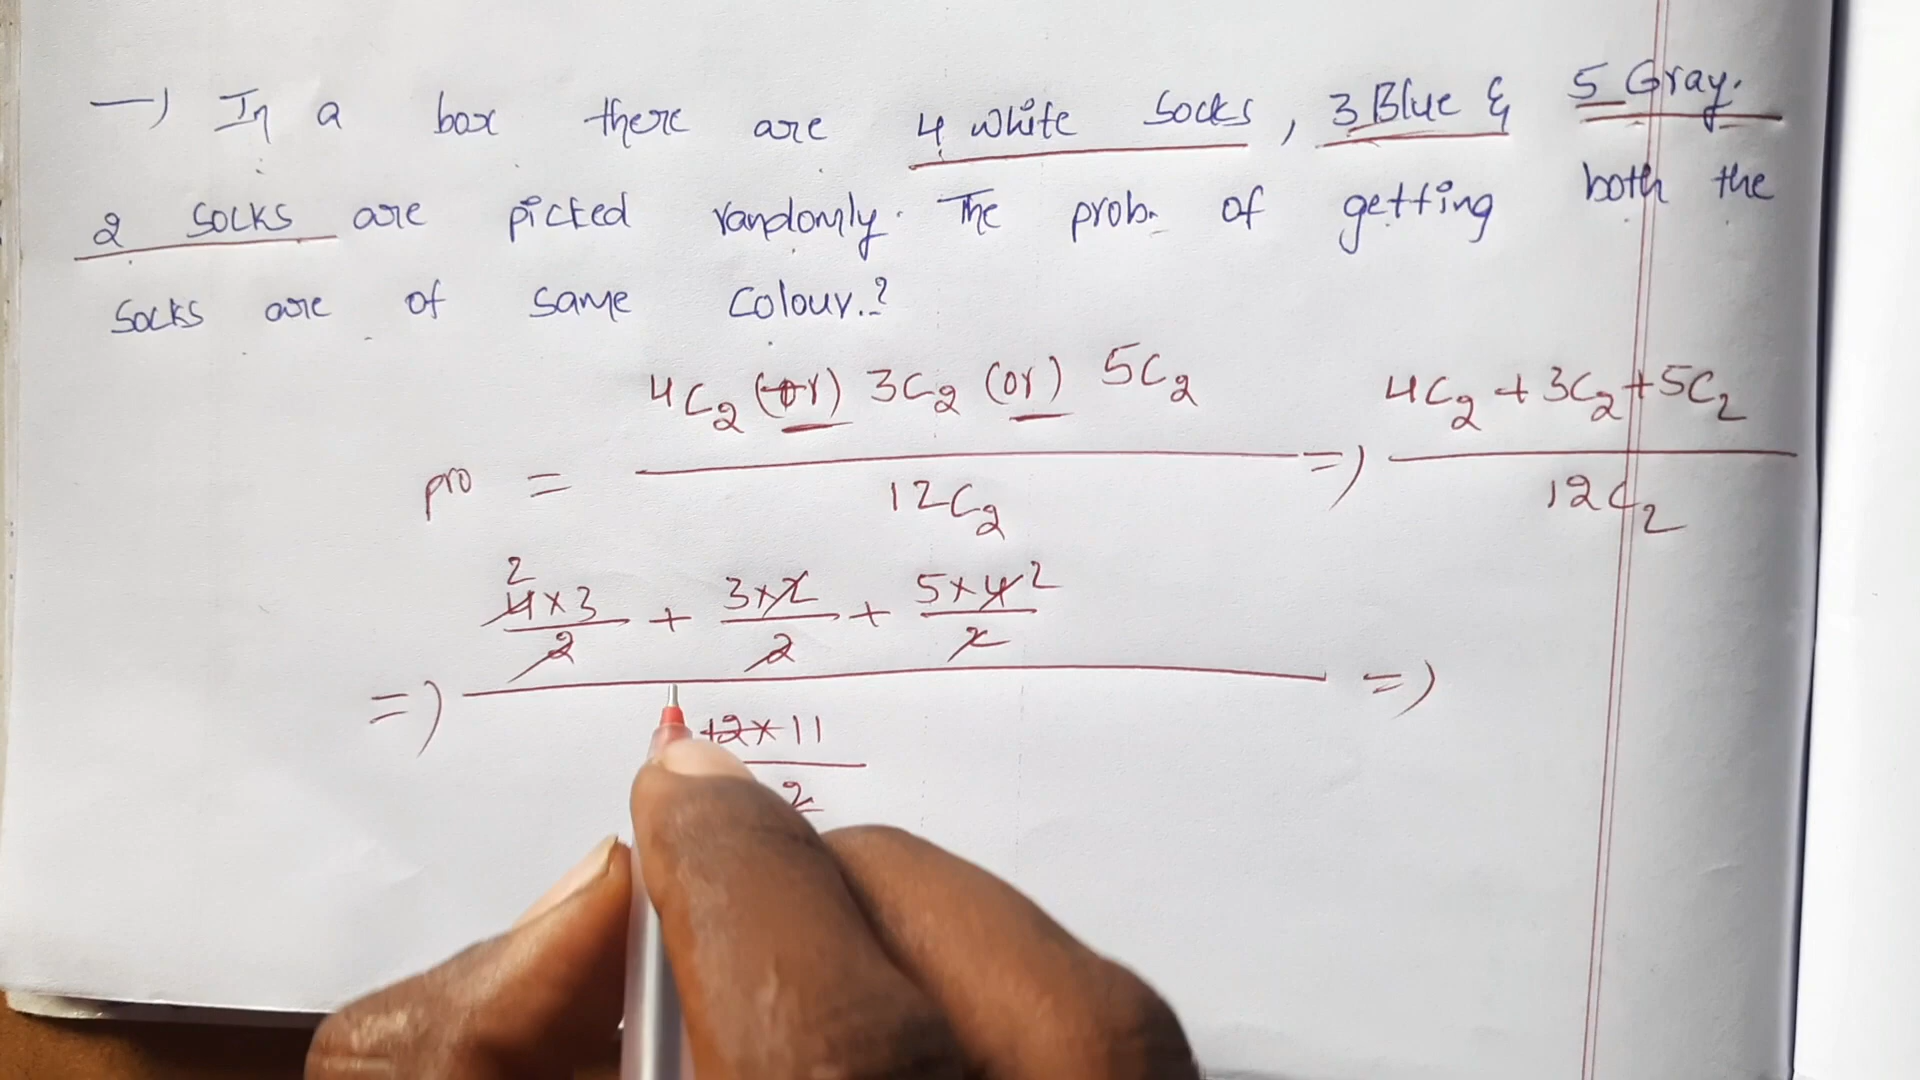 In a box there are 4 white socks, 3 Blue & 5 Gray.
2 socks are picked randomly. The prob. of getting both the
socks are of same colour.?
pro = 4C₂ (or) 3C₂ (or) 5C₂ / 12C₂ => 4C₂ + 3C₂ + 5C₂ / 12C₂
2 2
=> 4×3/2 + 3×2/2 + 5×4/2 =>
12×11
2